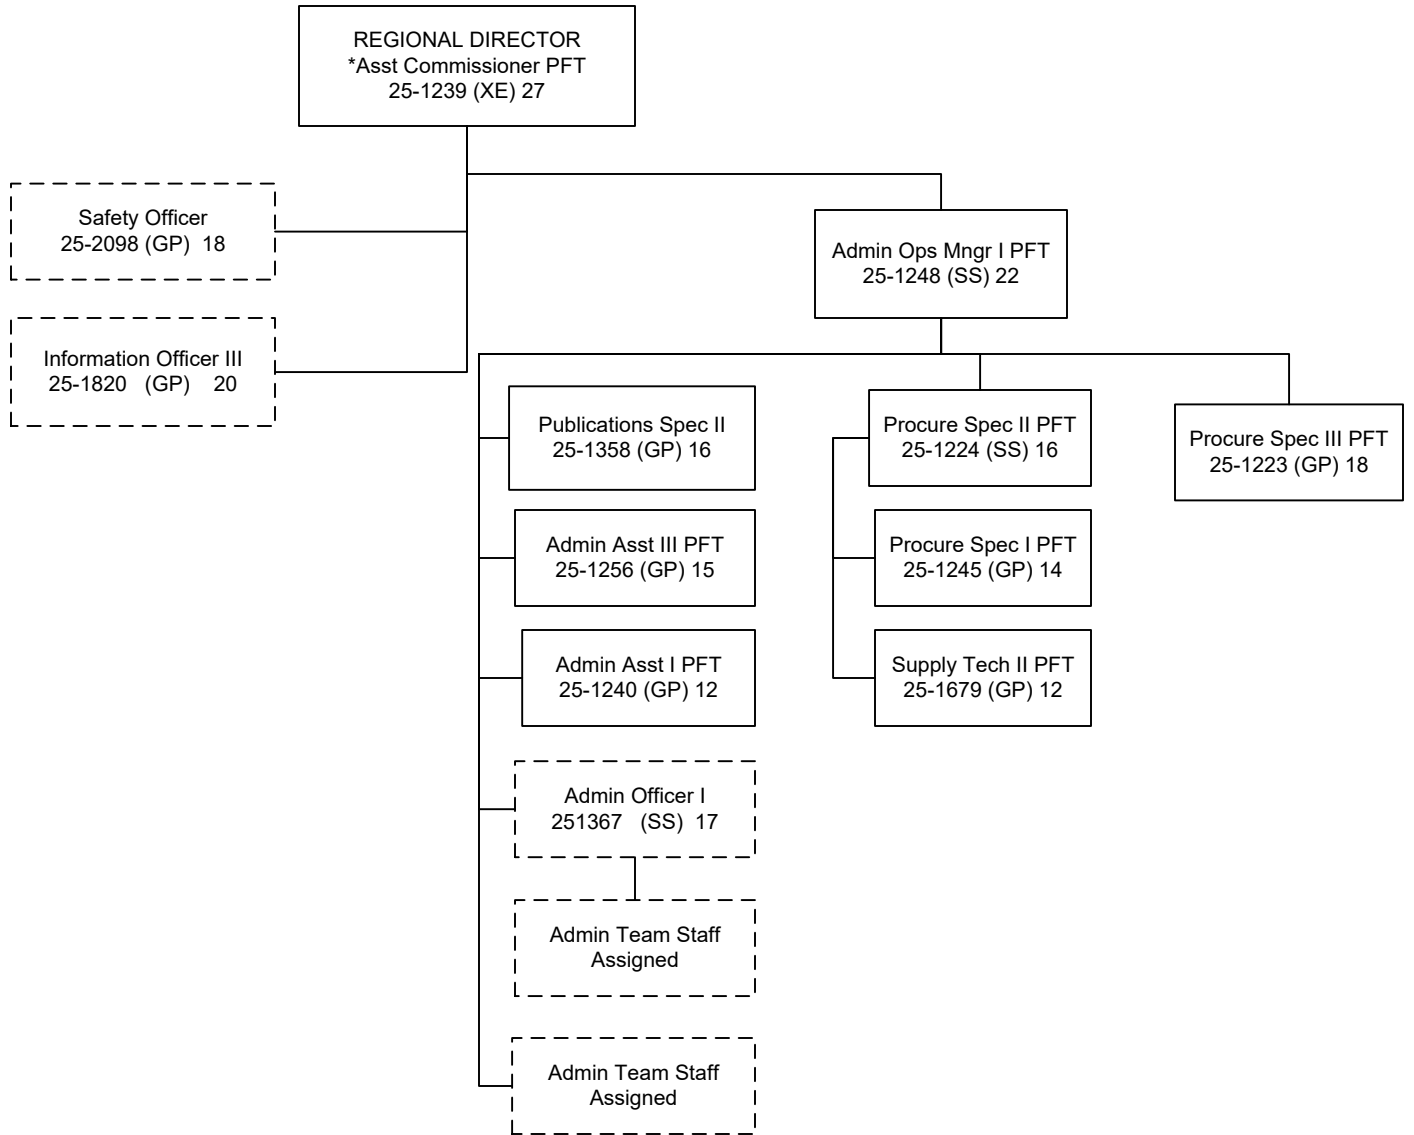 REGIONAL DIRECTOR
*Asst Commissioner PFT
25-1239 (XE) 27
Safety Officer
25-2098 (GP)  18
Admin Ops Mngr I PFT
25-1248 (SS) 22
Information Officer III
25-1820   (GP)    20
Publications Spec II
25-1358 (GP) 16
Procure Spec II PFT
25-1224 (SS) 16
Procure Spec III PFT
25-1223 (GP) 18
Admin Asst III PFT
25-1256 (GP) 15
Procure Spec I PFT
25-1245 (GP) 14
Admin Asst I PFT
25-1240 (GP) 12
Supply Tech II PFT
25-1679 (GP) 12
Admin Officer I
251367   (SS)  17
Admin Team Staff
Assigned
Admin Team Staff
Assigned